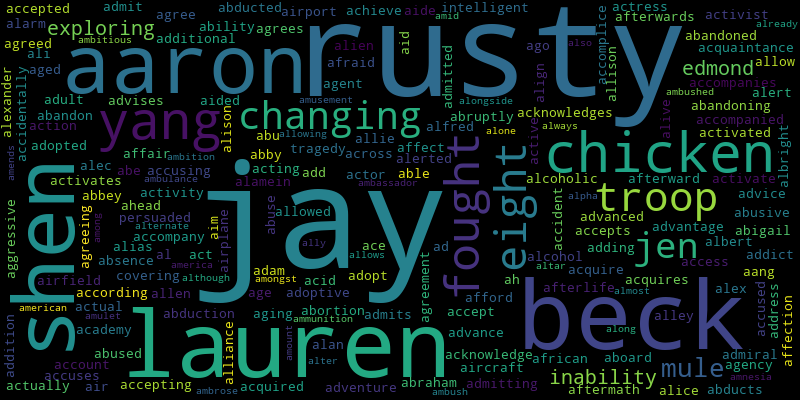 accepted admit agree abducted airport achieve aide amid intelligent actress afterwards activist
alarm ambitious ability agrees alien aid accomplice abandoned already
agreed exploring additional afraid ago admitted acquaintance allow
aaron rusty
ali aged agent align allison edmond
alexander accidentally adult advises aided alongside accompanies ambushed alert
abandon amusement acknowledges abandoning
action yang changing abruptly accompanied
adopted alison abu allowing alfred alone active always alive activated albright
affair tragedy allie across affect alerted chicken
amends alec accusing abby acting add actor able
abe ambition ambulance alamein ambassador fought eight alcoholic afterward activate
activates activity abuse alpha advice
abbey ahead aim airplane allowed accident troop abusive
aggressive shen agreeing persuaded alternate among jay advanced advantage abigail
alias accompany ally ace ad adding accepts jen albert
absence al act america allows agreement alcohol altar access addict
covering although adam amongst acid adopt ah acquire acquires aang
airfield according allen age adoptive afford afterlife almost alex
american actual amulet abduction aging abortion ammunition admits accept beck alley accused address affection
addition academy abused alliance lauren amount alan advance along
account acknowledge african aboard admiral
accuses alter aircraft mule agency
actually air accepting acquired adventure abraham admitting inability amnesia
ambrose ambush aftermath alice abducts